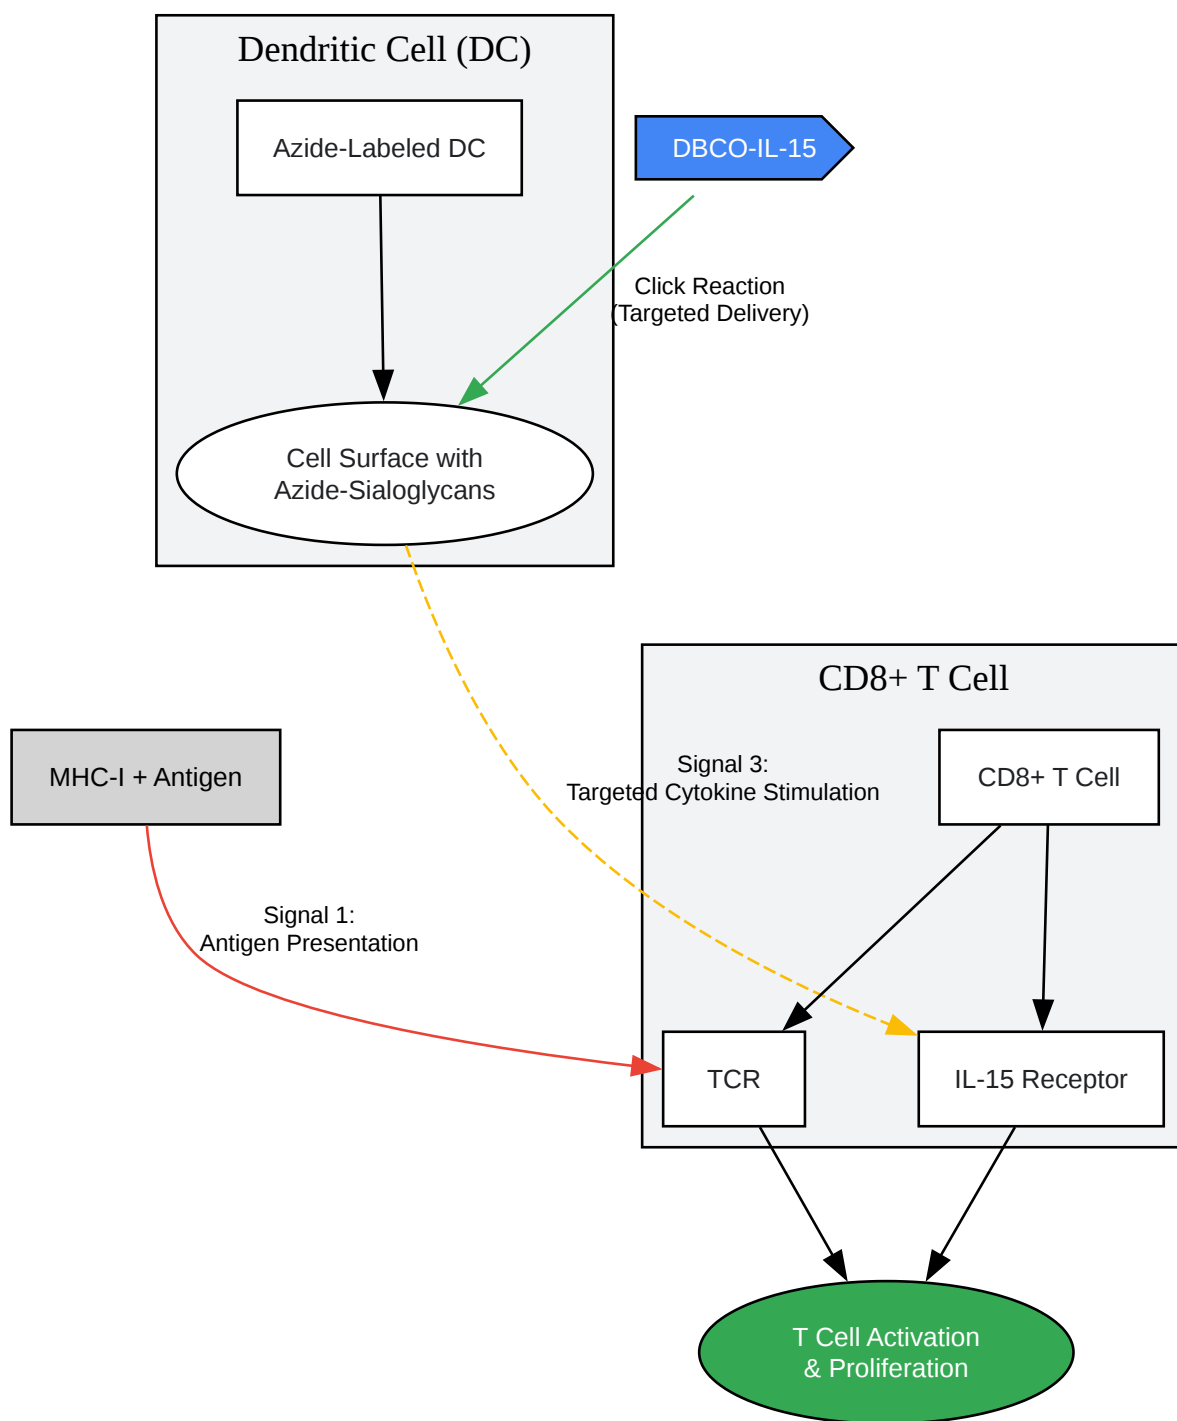 Dendritic Cell (DC)
Azide-Labeled DC
DBCO-IL-15
Click Reaction
(Targeted Delivery)
Cell Surface with
Azide-Sialoglycans
CD8+ T Cell
MHC-I + Antigen
Signal 3:
Targeted Cytokine Stimulation
CD8+ T Cell
Signal 1:
Antigen Presentation
TCR
IL-15 Receptor
T Cell Activation
& Proliferation